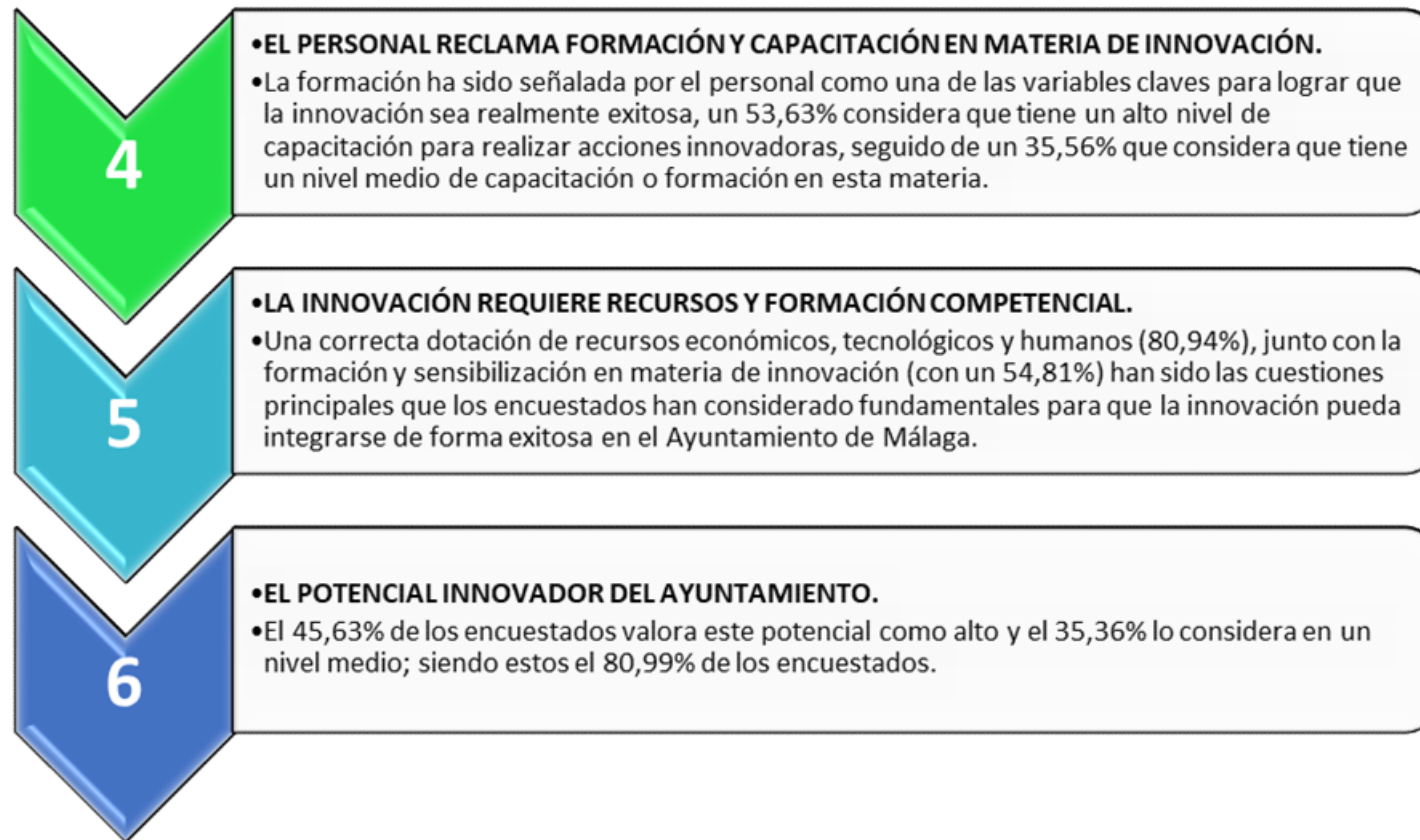 4
•EL PERSONAL RECLAMA FORMACIÓN Y CAPACITACIÓN EN MATERIA DE INNOVACIÓN.
•La formación ha sido señalada por el personal como una de las variables claves para lograr que
la innovación sea realmente exitosa, un 53,63% considera que tiene un alto nivel de
capacitación para realizar acciones innovadoras, seguido de un 35,56% que considera que tiene
un nivel medio de capacitación o formación en esta materia.
5
•LA INNOVACIÓN REQUIERE RECURSOS Y FORMACIÓN COMPETENCIAL.
•Una correcta dotación de recursos económicos, tecnológicos y humanos (80,94%), junto con la
formación y sensibilización en materia de innovación (con un 54,81%) han sido las cuestiones
principales que los encuestados han considerado fundamentales para que la innovación pueda
integrarse de forma exitosa en el Ayuntamiento de Málaga.
6
•EL POTENCIAL INNOVADOR DEL AYUNTAMIENTO.
•El 45,63% de los encuestados valora este potencial como alto y el 35,36% lo considera en un
nivel medio; siendo estos el 80,99% de los encuestados.